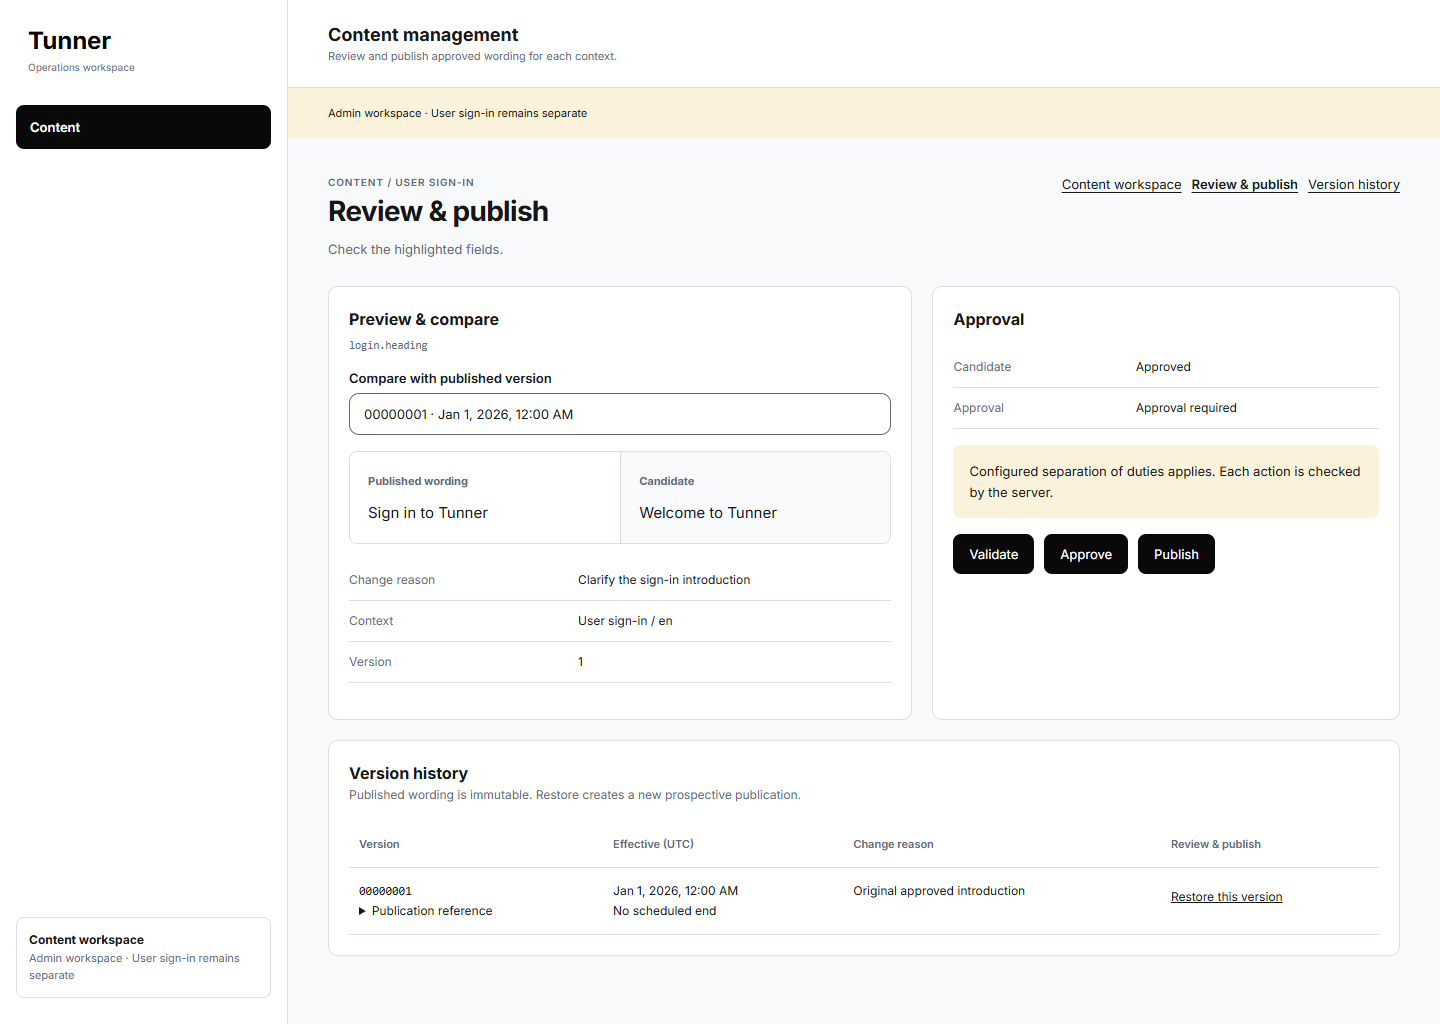 Tunner
Operations workspace
Content
Content workspace
Admin workspace · User sign-in remains
separate
Content management
Review and publish approved wording for each context.
Admin workspace · User sign-in remains separate
CONTENT / USER SIGN-IN
Review & publish
Check the highlighted fields.
Content workspace Review & publish Version history
Preview & compare
login.heading
Compare with published version
00000001 · Jan 1, 2026, 12:00 AM
Published wording
Sign in to Tunner
Candidate
Welcome to Tunner
Change reason Clarify the sign-in introduction
Context User sign-in / en
Version 1
Approval
Candidate Approved
Approval Approval required
Configured separation of duties applies. Each action is checked
by the server.
Validate Approve Publish
Version history
Published wording is immutable. Restore creates a new prospective publication.
Version Effective (UTC) Change reason Review & publish
00000001 Jan 1, 2026, 12:00 AM Original approved introduction Restore this version
Publication reference No scheduled end